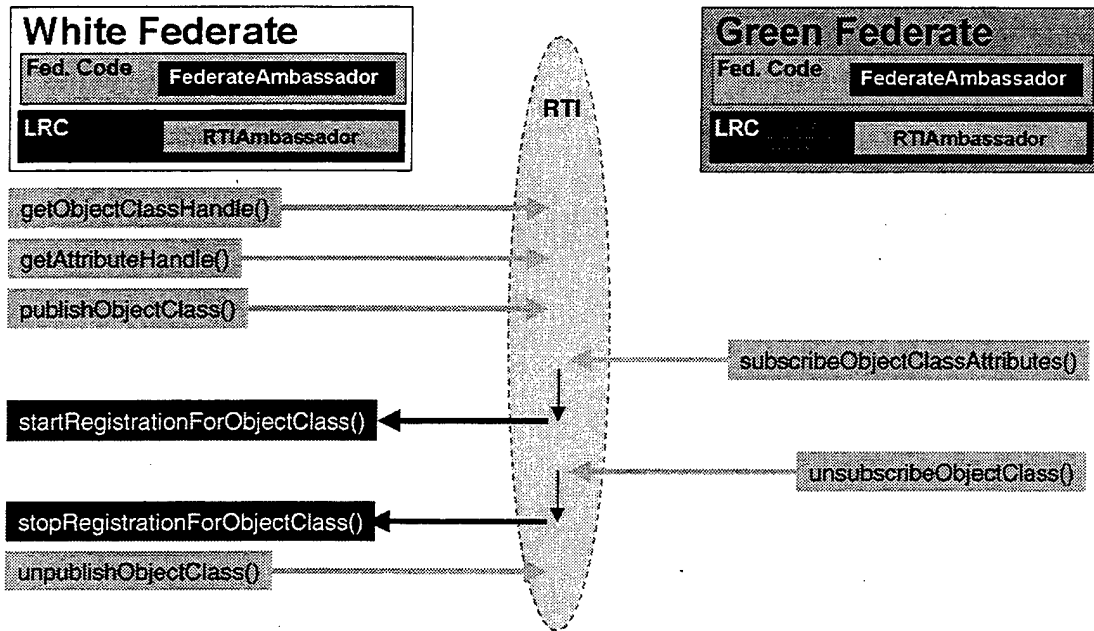 White Federate
Fed. Code
FederateAmbassador
LRC
RTIAmbassador
RTI
Green Federate
Fed. Code
FederateAmbassador
LRC
RTIAmbassador
getObjectClassHandle()
getAttributeHandle()
publishObjectClass()
subscribeObjectClassAttributes()
startRegistrationForObjectClass()
unsubscribeObjectClass()
stopRegistrationForObjectClass()
unpublishObjectClass()